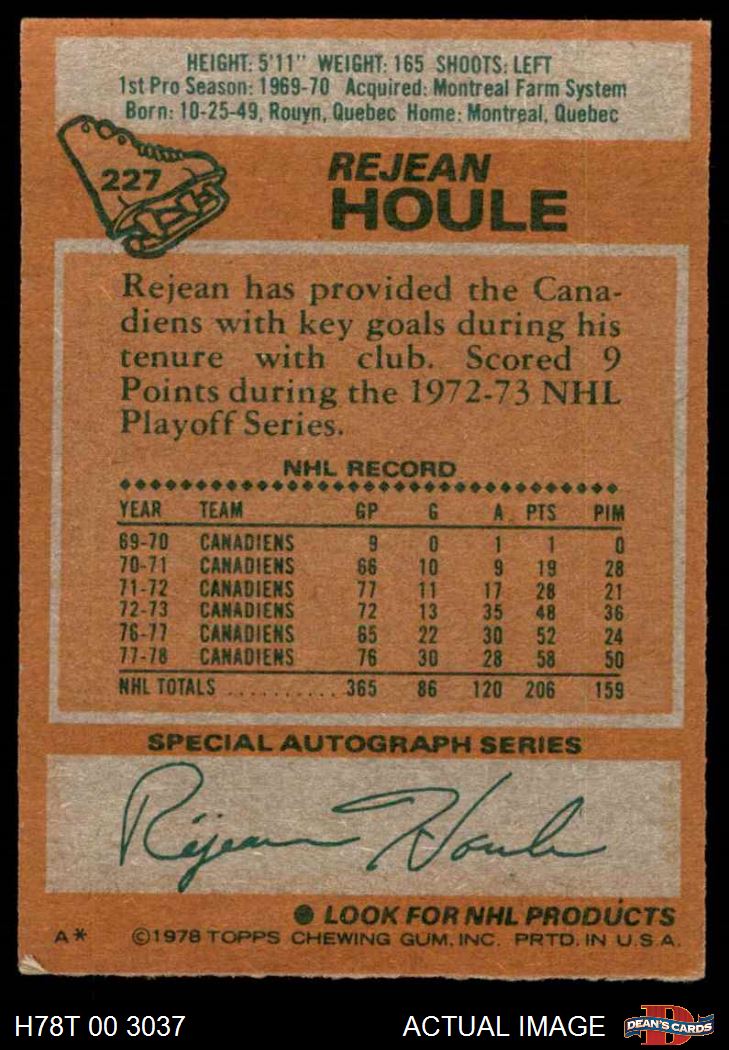 HEIGHT: 5'11" WEIGHT: 165 SHOOTS: LEFT
1st Pro Season: 1969-70 Acquired: Montreal Farm System
Born: 10-25-49, Rouyn, Quebec Home: Montreal, Quebec
227
REJEAN
HOULE
Rejean has provided the Cana-
diens with key goals during his
tenure with club. Scored 9
Points during the 1972-73 NHL
Playoff Series.
NHL RECORD
YEAR TEAM GP G A PTS PIM
69-70 CANADIENS 9 0 1 1 0
70-71 CANADIENS 66 10 9 19 28
71-72 CANADIENS 77 11 17 28 21
72-73 CANADIENS 72 13 35 48 36
76-77 CANADIENS 65 22 30 52 24
77-78 CANADIENS 76 30 28 58 50
NHL TOTALS .......... 365 86 120 206 159
SPECIAL AUTOGRAPH SERIES
Réjean Houle
● LOOK FOR NHL PRODUCTS
A* ©1978 TOPPS CHEWING GUM, INC. PRTD. IN U.S.A.
H78T 00 3037 ACTUAL IMAGE D DEAN'S CARDS